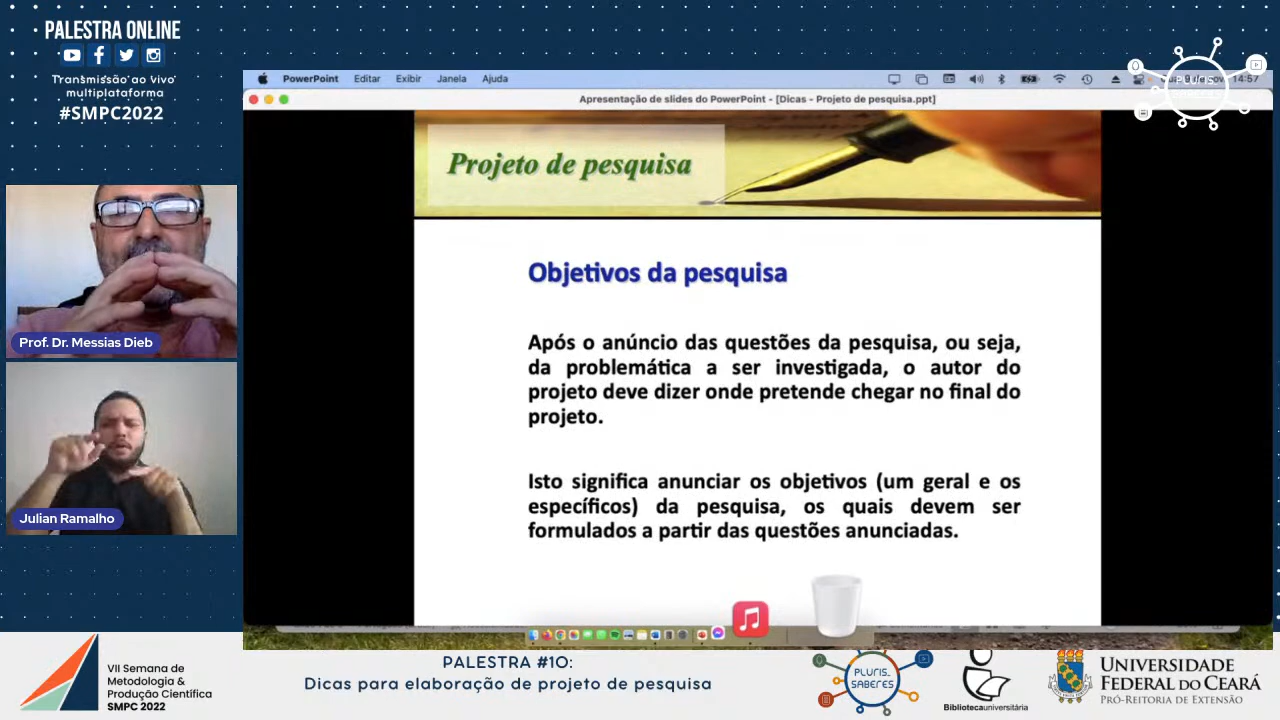 PALESTRA ONLINE
Transmissão ao vivo
multiplataforma
#SMPC2022
PowerPoint Editar Exibir Janela Ajuda
14:57
Apresentação de slides do PowerPoint - [Dicas - Projeto de pesquisa.ppt]
Projeto de pesquisa
Objetivos da pesquisa
Após o anúncio das questões da pesquisa, ou seja,
da problemática a ser investigada, o autor do
projeto deve dizer onde pretende chegar no final do
projeto.
Isto significa anunciar os objetivos (um geral e os
específicos) da pesquisa, os quais devem ser
formulados a partir das questões anunciadas.
Prof. Dr. Messias Dieb
Julian Ramalho
VII Semana de
Metodologia &
Produção Científica
SMPC 2022
PALESTRA #10:
Dicas para elaboração de projeto de pesquisa
PLURIS_
SABERES
Bibliotecauniversitária
UNIVERSIDADE
FEDERAL DO CEARÁ
PRÓ-REITORIA DE EXTENSÃO